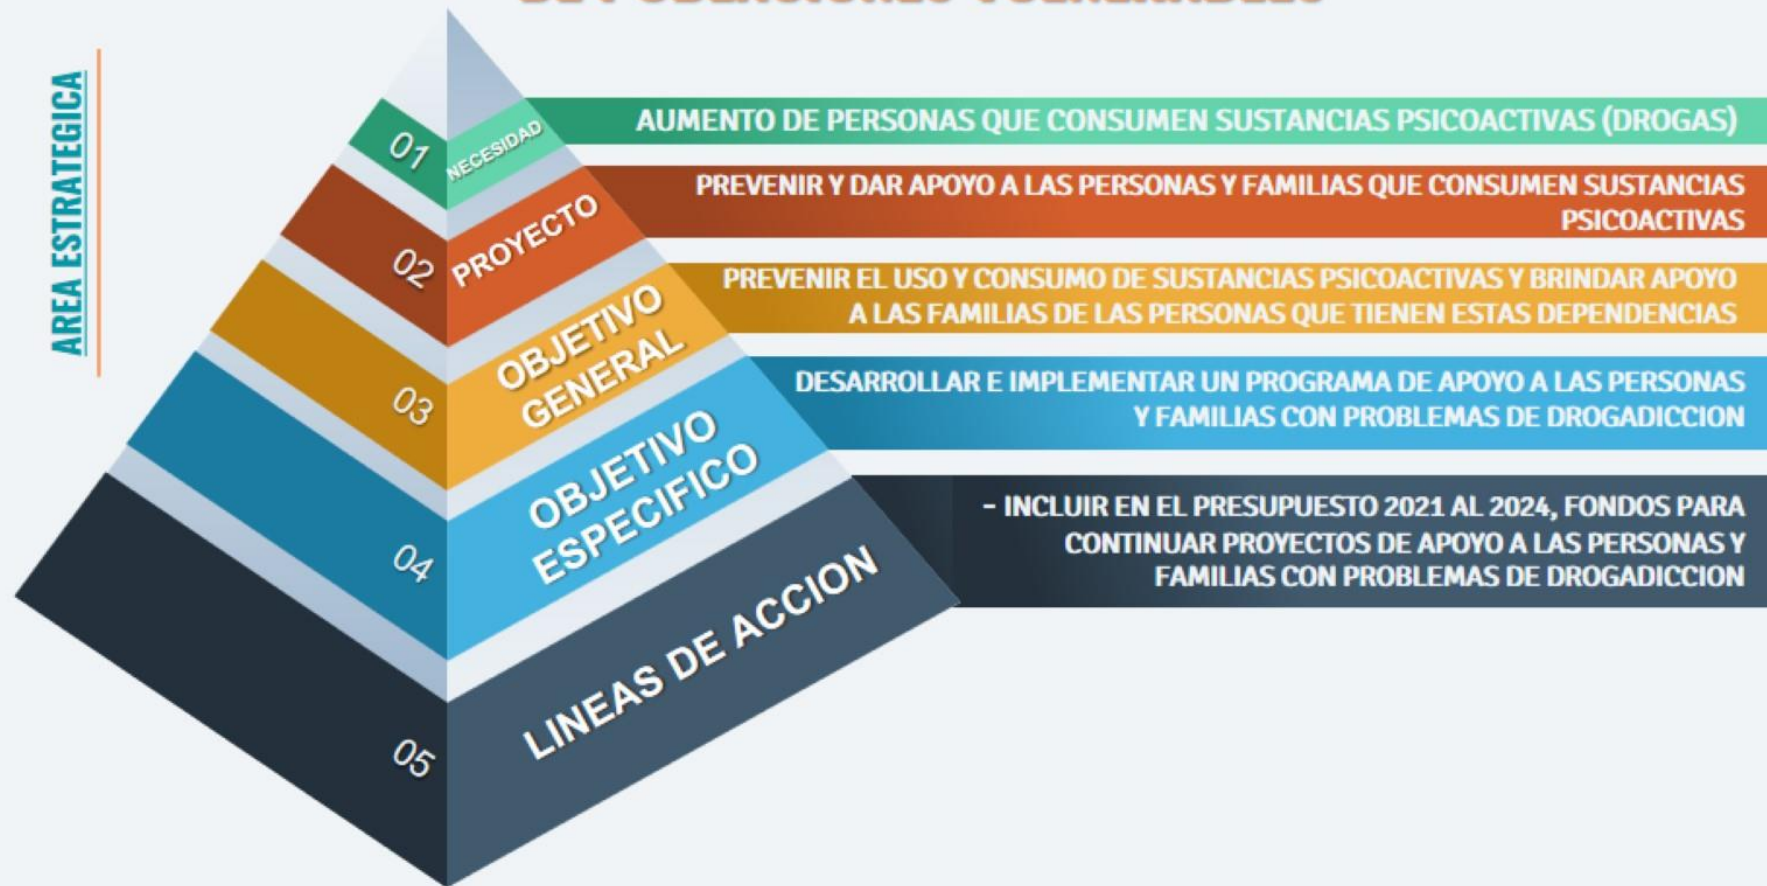 DE POBLACIONES VULNERABLES
AREA ESTRATEGICA
01
NECESIDAD
AUMENTO DE PERSONAS QUE CONSUMEN SUSTANCIAS PSICOACTIVAS (DROGAS)
02
PROYECTO
PREVENIR Y DAR APOYO A LAS PERSONAS Y FAMILIAS QUE CONSUMEN SUSTANCIAS
PSICOACTIVAS
03
OBJETIVO
GENERAL
PREVENIR EL USO Y CONSUMO DE SUSTANCIAS PSICOACTIVAS Y BRINDAR APOYO
A LAS FAMILIAS DE LAS PERSONAS QUE TIENEN ESTAS DEPENDENCIAS
04
OBJETIVO
ESPECIFICO
DESARROLLAR E IMPLEMENTAR UN PROGRAMA DE APOYO A LAS PERSONAS
Y FAMILIAS CON PROBLEMAS DE DROGADICCION
05
LINEAS DE ACCION
- INCLUIR EN EL PRESUPUESTO 2021 AL 2024, FONDOS PARA
CONTINUAR PROYECTOS DE APOYO A LAS PERSONAS Y
FAMILIAS CON PROBLEMAS DE DROGADICCION